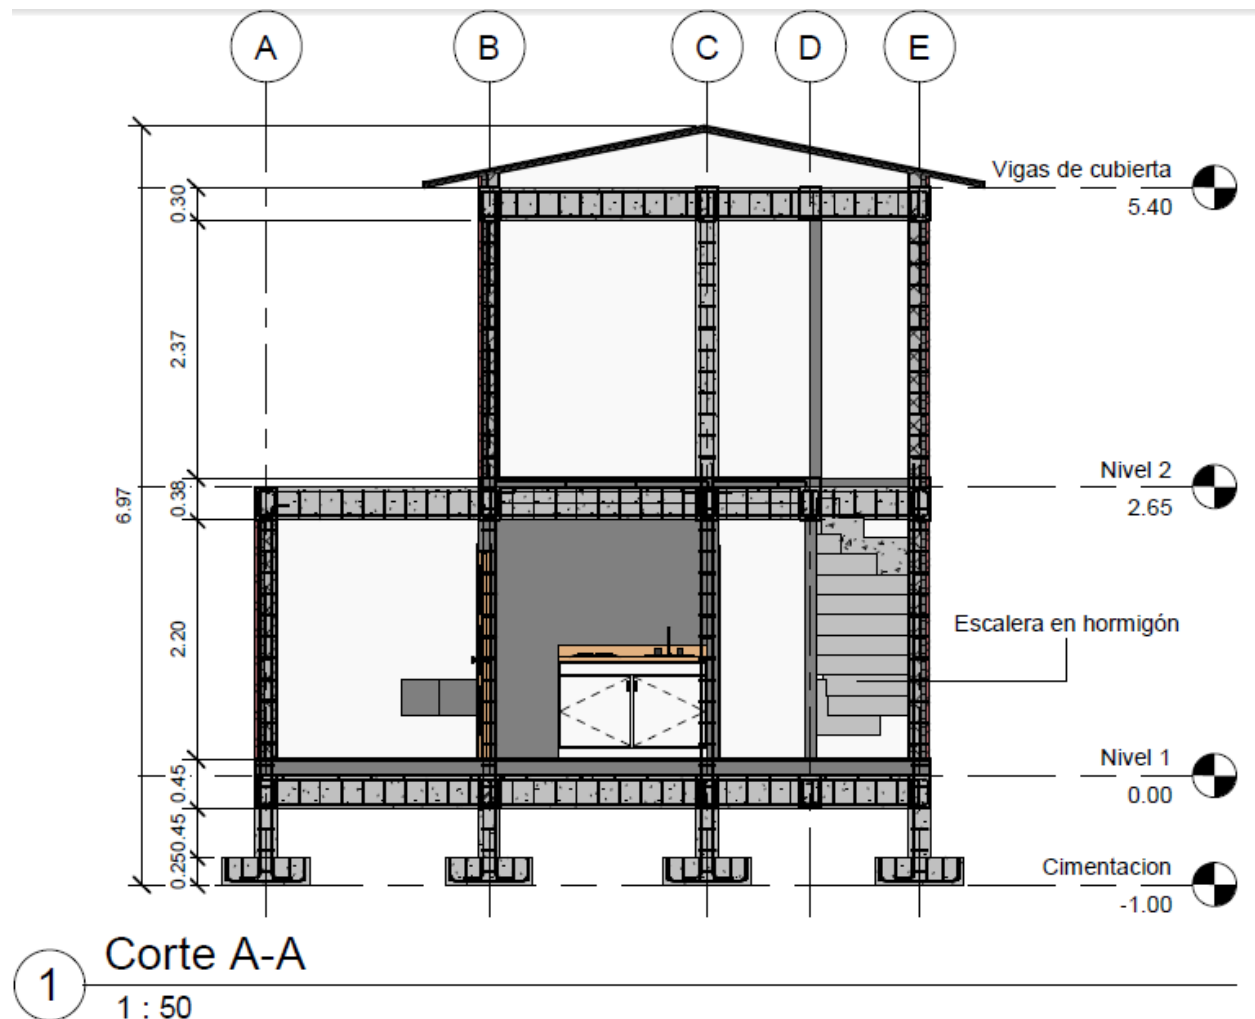 A B C D E
Vigas de cubierta
5.40
0.30
2.37
6.97
Nivel 2
2.65
0.38
2.20
Escalera en hormigón
Nivel 1
0.00
0.45
0.45
0.25
Cimentacion
-1.00
1 Corte A-A
1 : 50